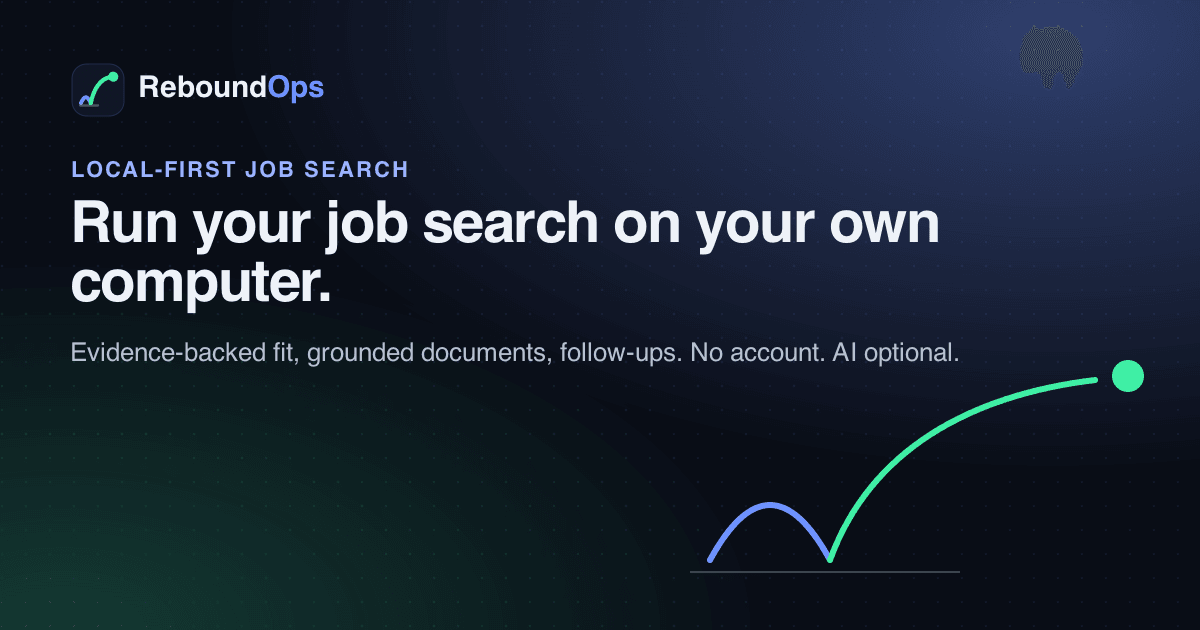 ReboundOps
LOCAL-FIRST JOB SEARCH
Run your job search on your own
computer.
Evidence-backed fit, grounded documents, follow-ups. No account. AI optional.